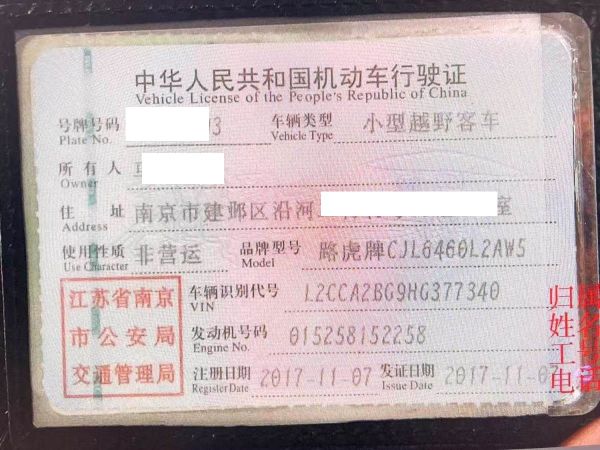 中华人民共和国机动车行驶证
Vehicle License of the People's Republic of China
号牌号码 3 车辆类型 小型越野客车
Plate No. Vehicle Type
所有人
Owner
住址 南京市建邺区沿河 室
Address
使用性质 非营运 品牌型号 路虎牌CJL6460L2AW5
Use Character Model
江苏省南京
市公安局
交通管理局
车辆识别代号 L2CCA2BG9HG377340
VIN
发动机号码 015258152258
Engine No.
注册日期 2017-11-07 发证日期 2017-11-07
Register Date Issue Date
归属
姓名
工号
电话